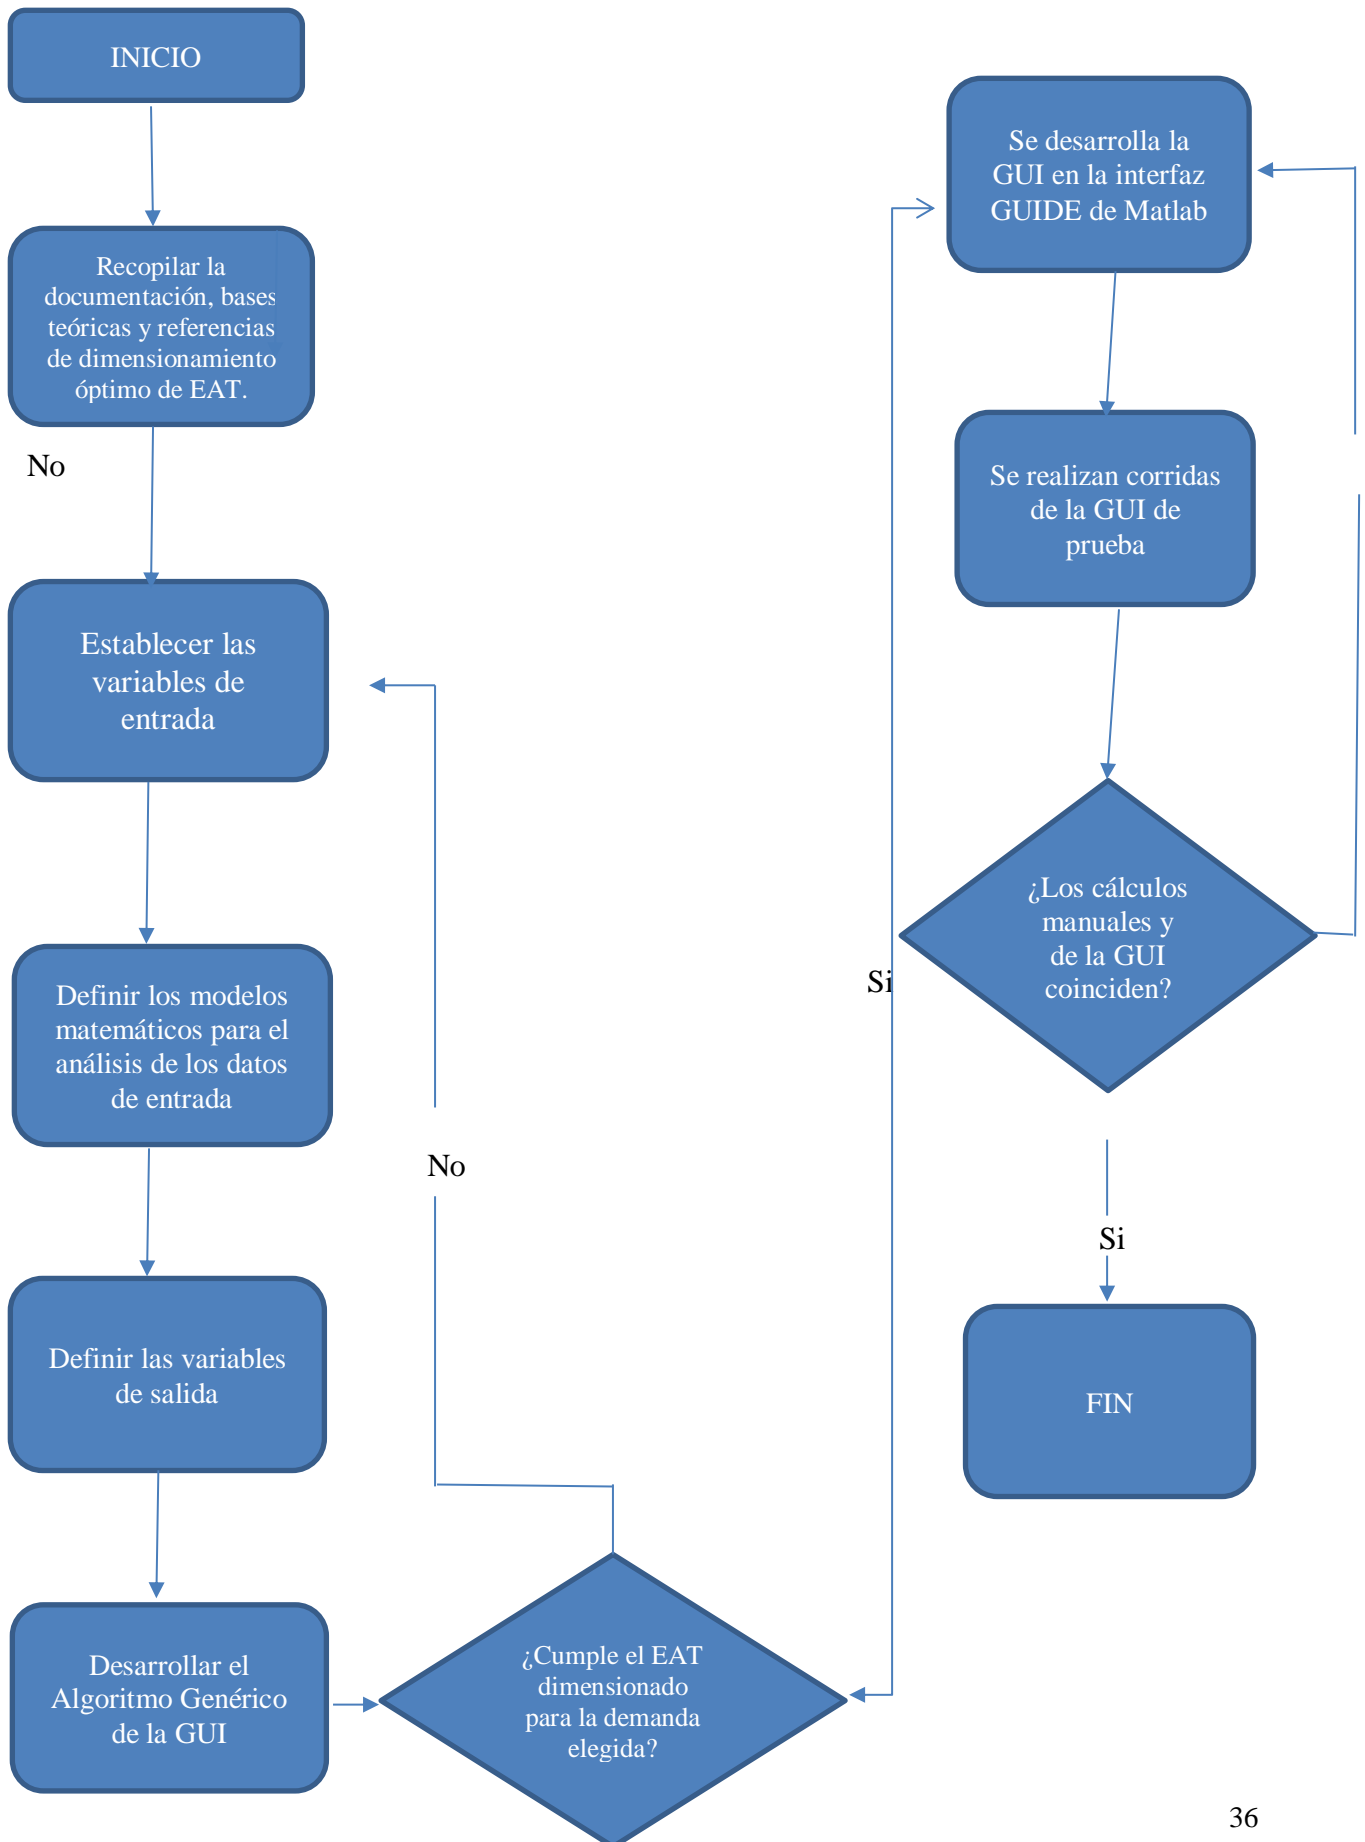 INICIO
Recopilar la
documentación, bases
teóricas y referencias
de dimensionamiento
óptimo de EAT.
No
Establecer las
variables de
entrada
Definir los modelos
matemáticos para el
análisis de los datos
de entrada
No
Definir las variables
de salida
Desarrollar el
Algoritmo Genérico
de la GUI
¿Cumple el EAT
dimensionado
para la demanda
elegida?
Si
Se desarrolla la
GUI en la interfaz
GUIDE de Matlab
Se realizan corridas
de la GUI de
prueba
¿Los cálculos
manuales y
de la GUI
coinciden?
Si
FIN
36